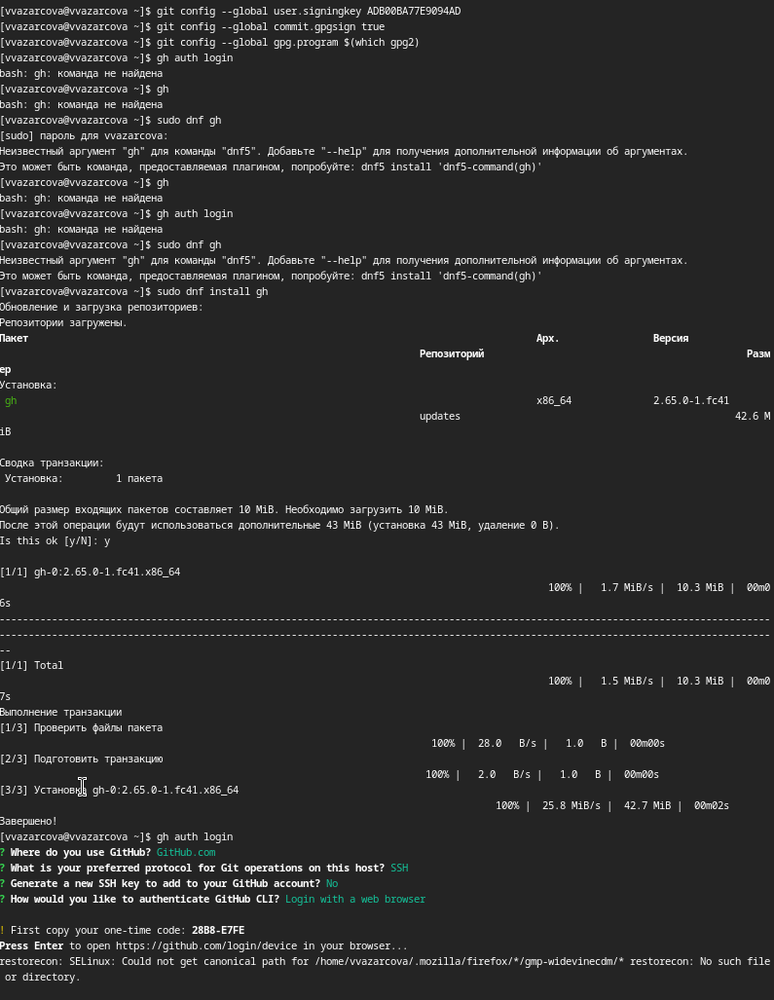 [vvazarcova@vvazarcova ~]$ git config --global user.signingkey ADB00BA77E9094AD
[vvazarcova@vvazarcova ~]$ git config --global commit.gpgsign true
[vvazarcova@vvazarcova ~]$ git config --global gpg.program $(which gpg2)
[vvazarcova@vvazarcova ~]$ gh auth login
bash: gh: команда не найдена
[vvazarcova@vvazarcova ~]$ gh
bash: gh: команда не найдена
[vvazarcova@vvazarcova ~]$ sudo dnf gh
[sudo] пароль для vvazarcova:
Неизвестный аргумент "gh" для команды "dnf5". Добавьте "--help" для получения дополнительной информации об аргументах.
Это может быть команда, предоставляемая плагином, попробуйте: dnf5 install 'dnf5-command(gh)'
[vvazarcova@vvazarcova ~]$ gh
bash: gh: команда не найдена
[vvazarcova@vvazarcova ~]$ gh auth login
bash: gh: команда не найдена
[vvazarcova@vvazarcova ~]$ sudo dnf gh
Неизвестный аргумент "gh" для команды "dnf5". Добавьте "--help" для получения дополнительной информации об аргументах.
Это может быть команда, предоставляемая плагином, попробуйте: dnf5 install 'dnf5-command(gh)'
[vvazarcova@vvazarcova ~]$ sudo dnf install gh
Обновление и загрузка репозиториев:
Репозитории загружены.
Пакет Арх. Версия
Репозиторий Разм
ер
Установка:
gh x86_64 2.65.0-1.fc41
updates 42.6 M
iB
Сводка транзакции:
Установка: 1 пакета
Общий размер входящих пакетов составляет 10 MiB. Необходимо загрузить 10 MiB.
После этой операции будут использоваться дополнительные 43 MiB (установка 43 MiB, удаление 0 B).
Is this ok [y/N]: y
[1/1] gh-0:2.65.0-1.fc41.x86_64
100% | 1.7 MiB/s | 10.3 MiB | 00m0
6s
------------------------------------------------------------------------------------------------------------------------------------
------------------------------------------------------------------------------------------------------------------------------------
--
[1/1] Total
100% | 1.5 MiB/s | 10.3 MiB | 00m0
7s
Выполнение транзакции
[1/3] Проверить файлы пакета
100% | 28.0 B/s | 1.0 B | 00m00s
[2/3] Подготовить транзакцию
100% | 2.0 B/s | 1.0 B | 00m00s
[3/3] Установка gh-0:2.65.0-1.fc41.x86_64
100% | 25.8 MiB/s | 42.7 MiB | 00m02s
Завершено!
[vvazarcova@vvazarcova ~]$ gh auth login
? Where do you use GitHub? GitHub.com
? What is your preferred protocol for Git operations on this host? SSH
? Generate a new SSH key to add to your GitHub account? No
? How would you like to authenticate GitHub CLI? Login with a web browser
! First copy your one-time code: 28B8-E7FE
Press Enter to open https://github.com/login/device in your browser...
restorecon: SELinux: Could not get canonical path for /home/vvazarcova/.mozilla/firefox/*/gmp-widevinecdm/* restorecon: No such file
or directory.